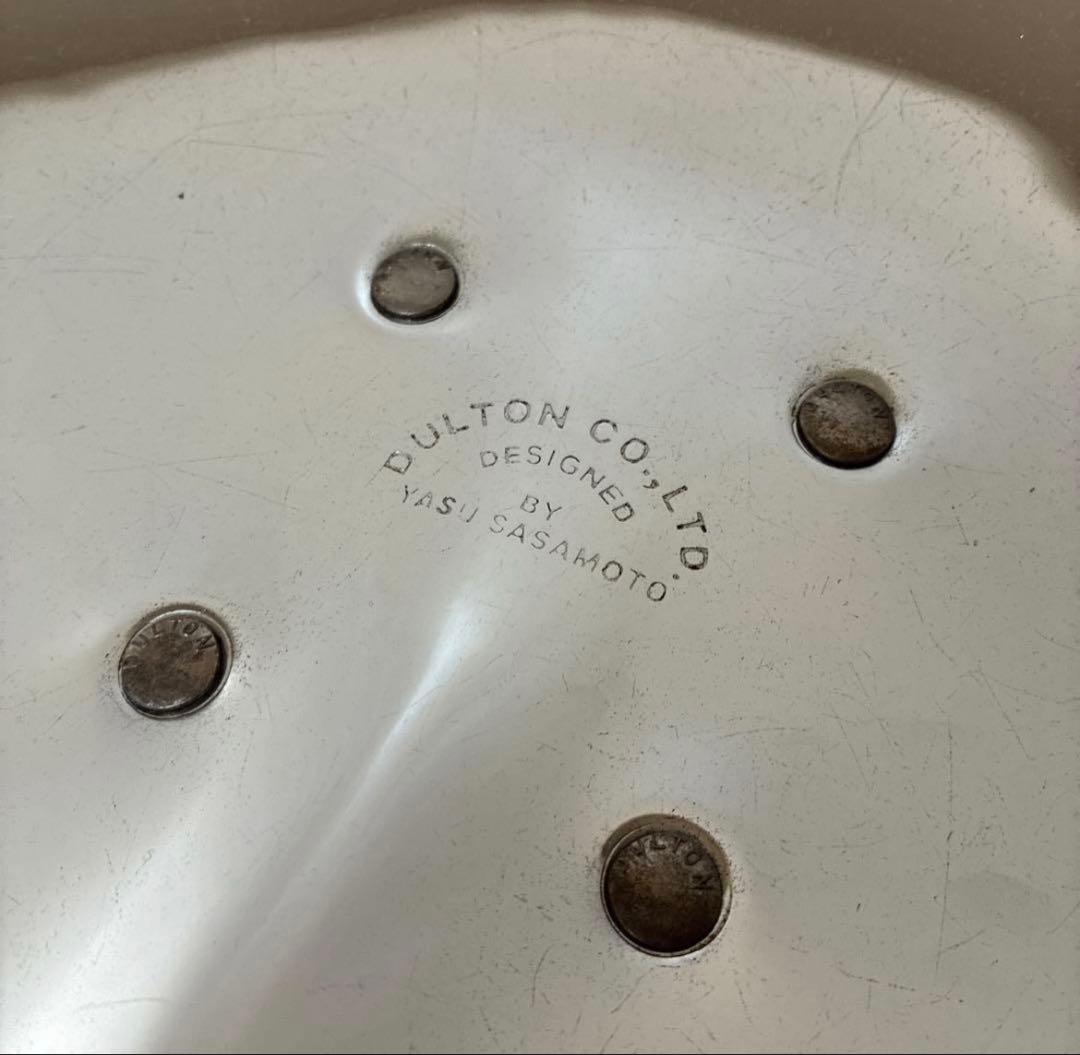 DULTON CO., LTD.
DESIGNED
BY
YASU SASAMOTO
DULTON
DULTON